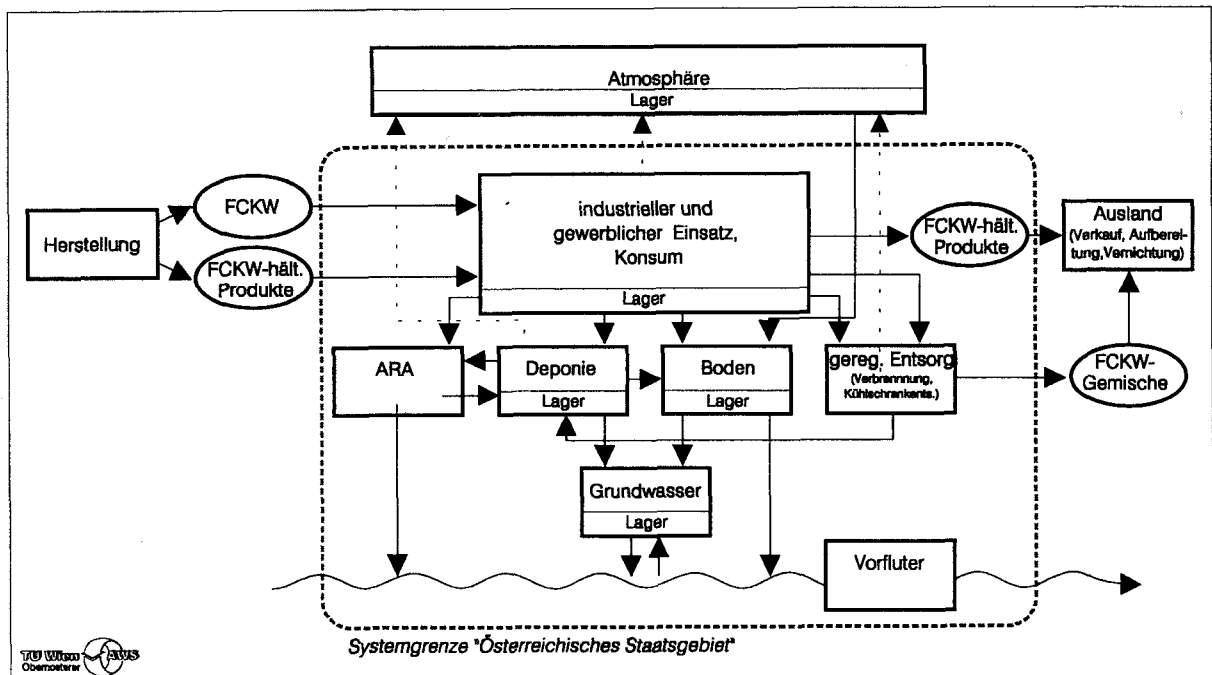 Atmosphäre
Lager
Herstellung
FCKW
FCKW-hält.
Produkte
industrieller und
gewerblicher Einsatz,
Konsum
Lager
FCKW-hält.
Produkte
Ausland
(Verkauf, Aufberei-
tung,Vernichtung)
ARA
Deponie
Lager
Boden
Lager
gereg. Entsorg
(Verbrannnung,
Kühlschrankents.)
FCKW-
Gemische
Grundwasser
Lager
Vorfluter
Systemgrenze "Österreichisches Staatsgebiet"
TU Wien AWS
Obernosterer